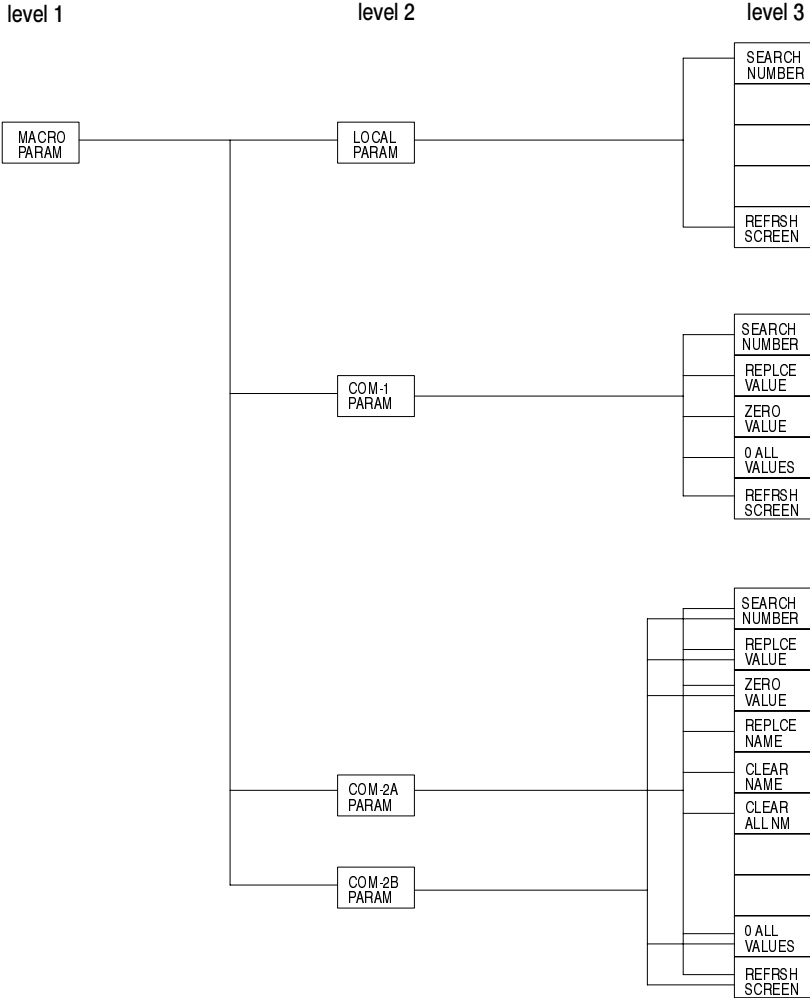 level 1
level 2
level 3
MACRO
PARAM
LOCAL
PARAM
SEARCH
NUMBER
REFRSH
SCREEN
COM-1
PARAM
SEARCH
NUMBER
REPLCE
VALUE
ZERO
VALUE
0 ALL
VALUES
REFRSH
SCREEN
COM-2A
PARAM
COM-2B
PARAM
SEARCH
NUMBER
REPLCE
VALUE
ZERO
VALUE
REPLCE
NAME
CLEAR
NAME
CLEAR
ALL NM
0 ALL
VALUES
REFRSH
SCREEN